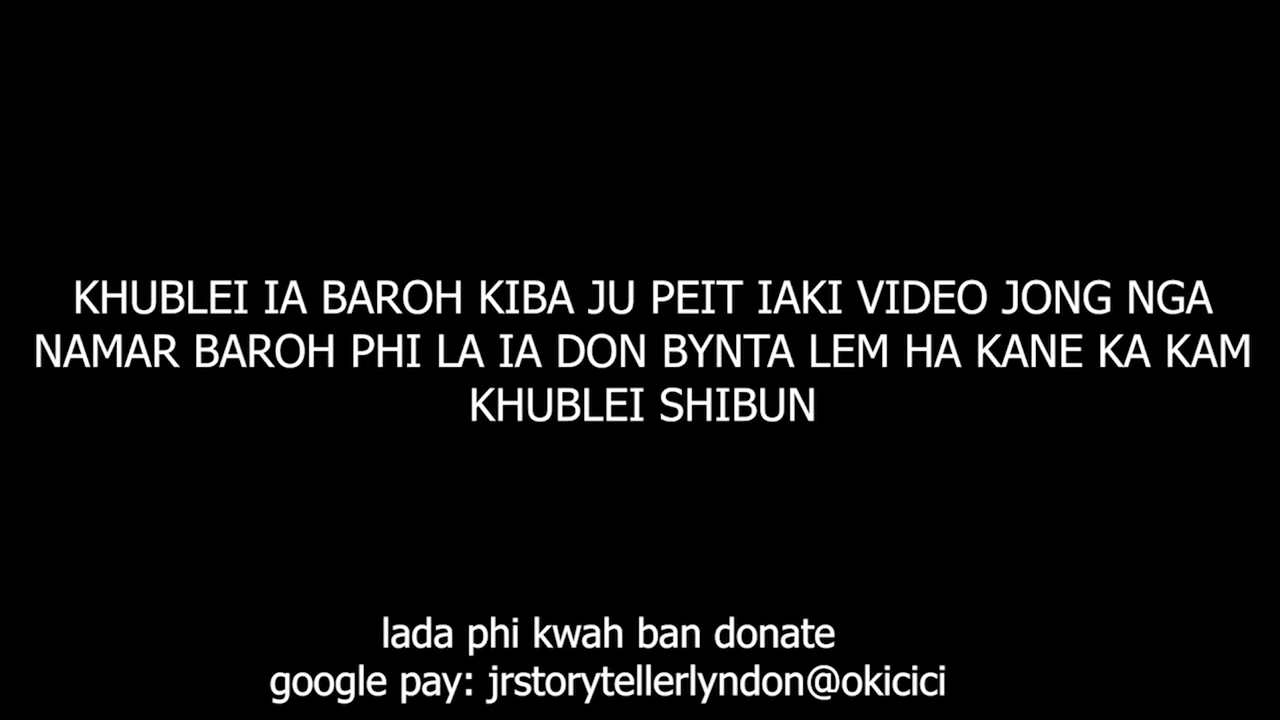 KHUBLEI IA BAROH KIBA JU PEIT IAKI VIDEO JONG NGA
NAMAR BAROH PHI LA IA DON BYNTA LEM HA KANE KA KAM
KHUBLEI SHIBUN
lada phi kwah ban donate
google pay: jrstorytellerlyndon@okicici